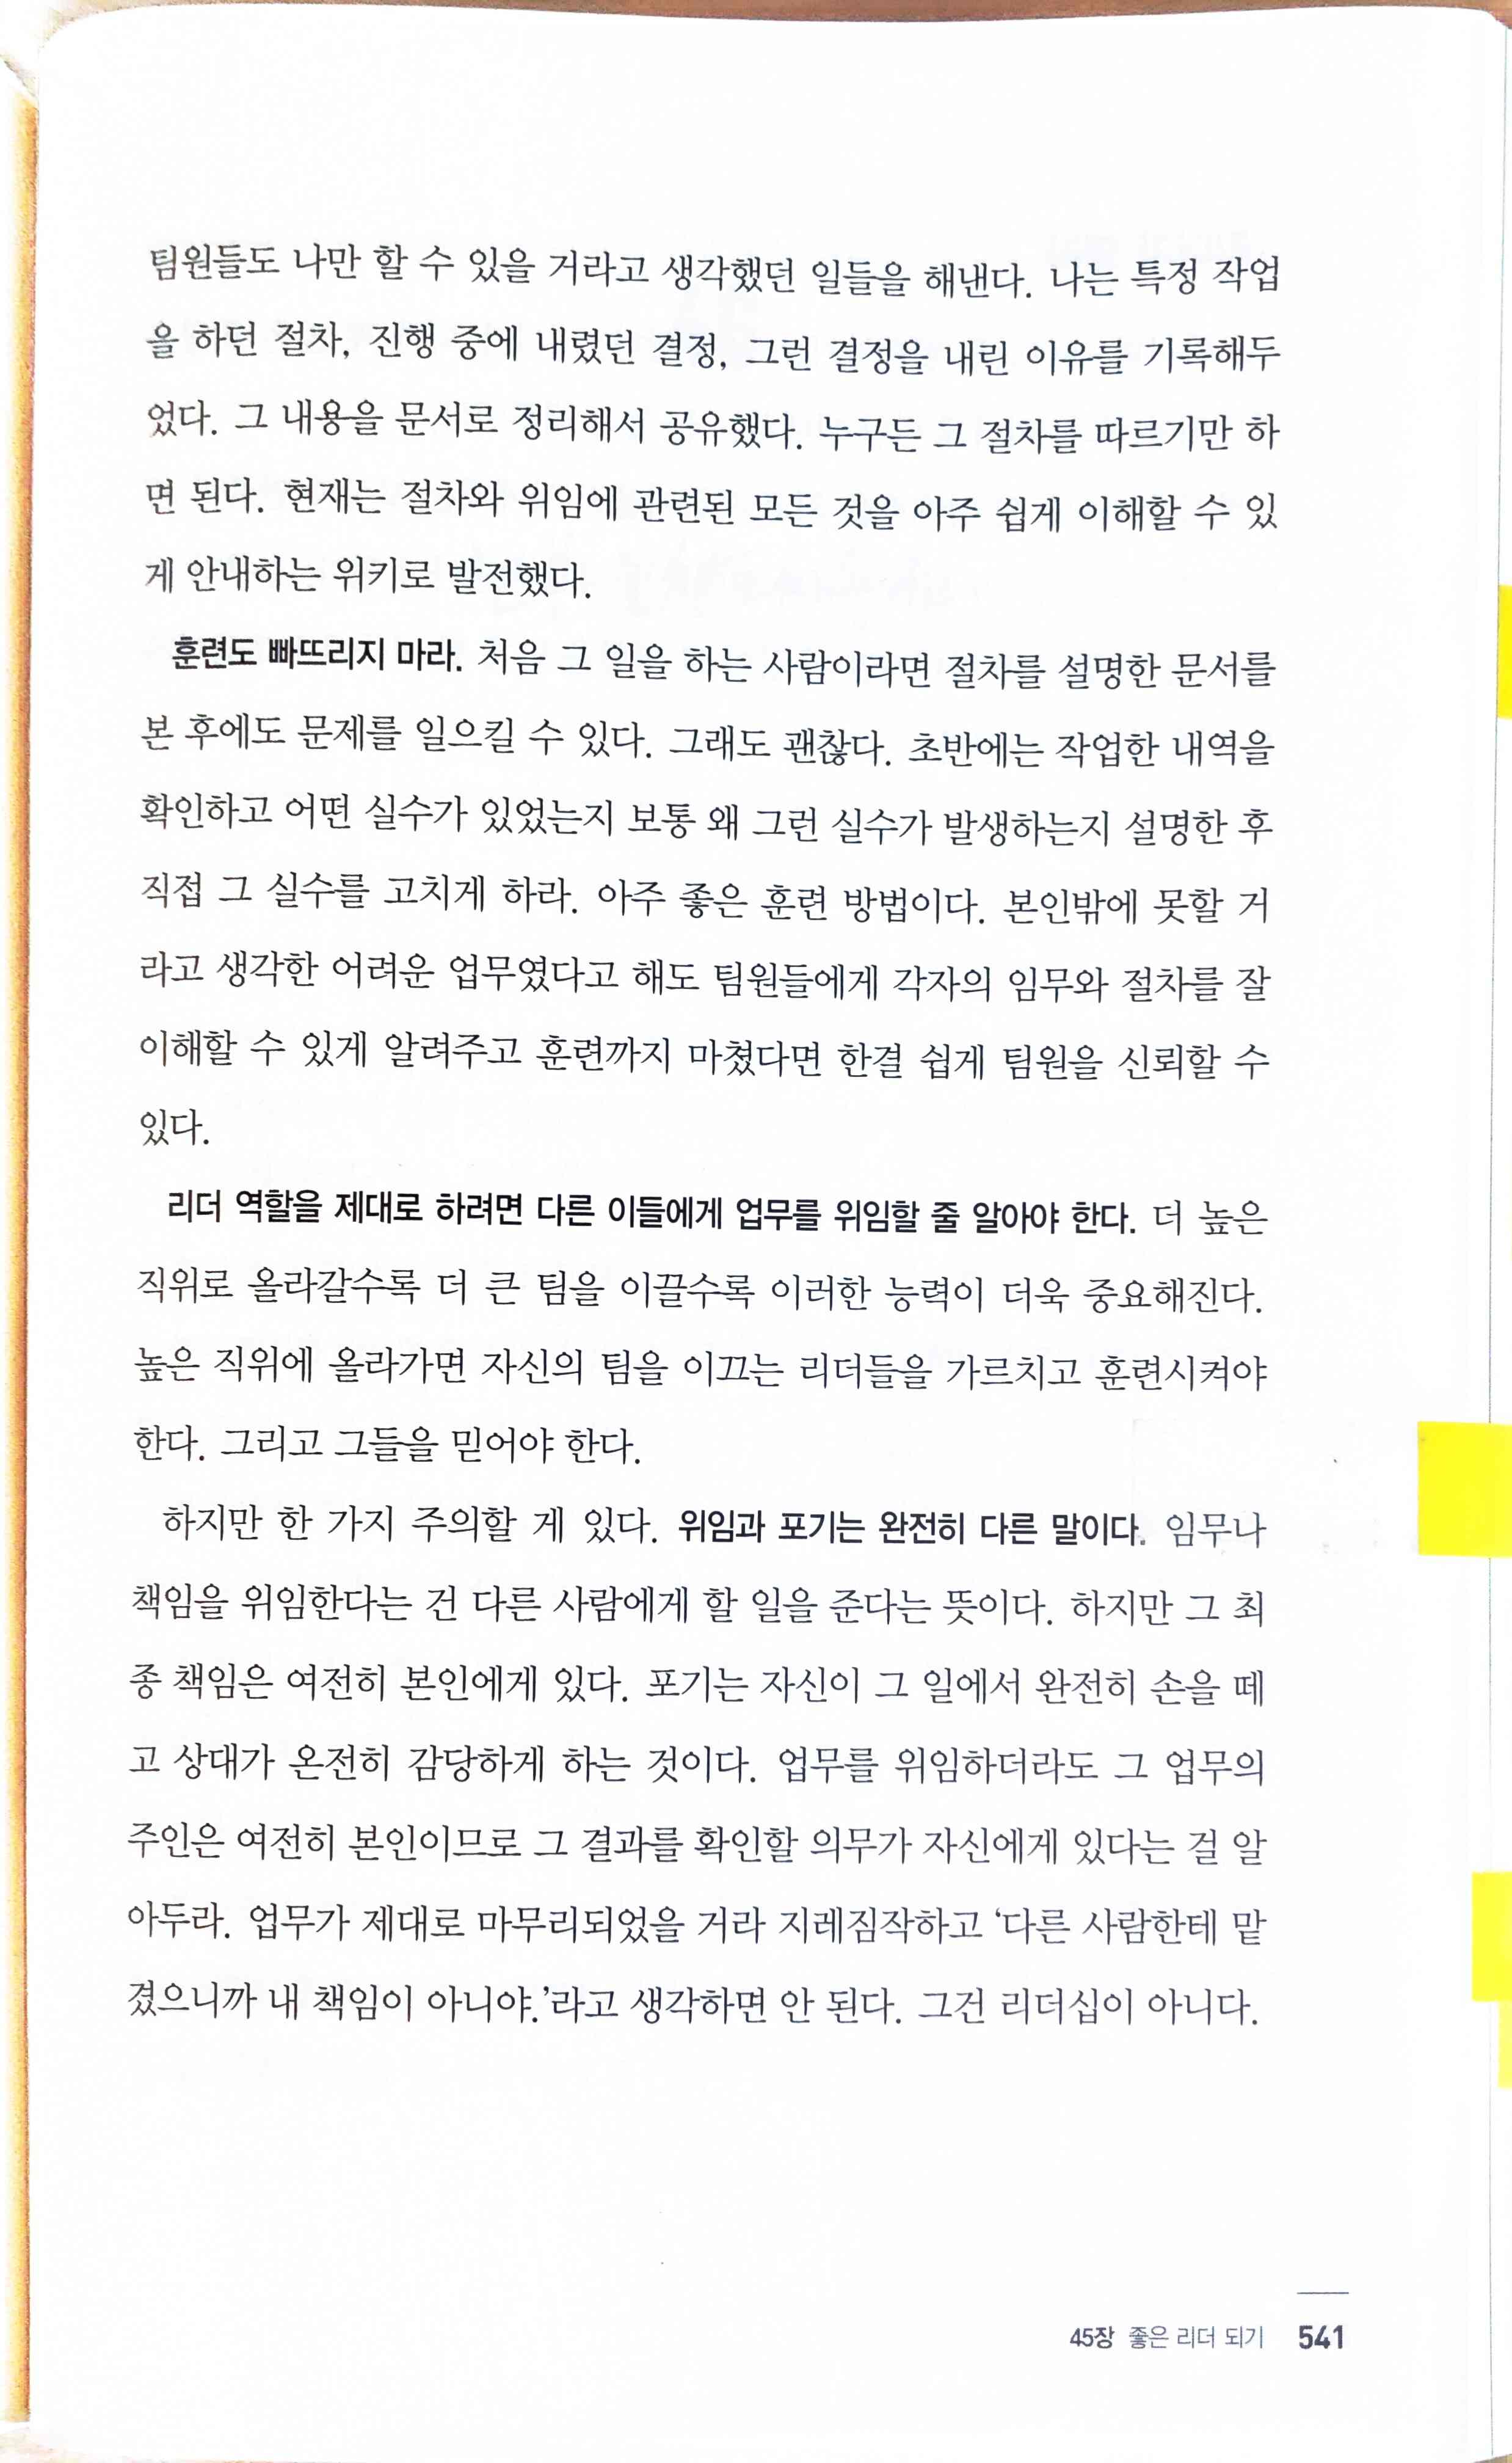 팀원들도 나만 할 수 있을 거라고 생각했던 일들을 해낸다. 나는 특정 작업
을 하던 절차, 진행 중에 내렸던 결정, 그런 결정을 내린 이유를 기록해두
었다. 그 내용을 문서로 정리해서 공유했다. 누구든 그 절차를 따르기만 하
면 된다. 현재는 절차와 위임에 관련된 모든 것을 아주 쉽게 이해할 수 있
게 안내하는 위키로 발전했다.
훈련도 빠뜨리지 마라. 처음 그 일을 하는 사람이라면 절차를 설명한 문서를
본 후에도 문제를 일으킬 수 있다. 그래도 괜찮다. 초반에는 작업한 내역을
확인하고 어떤 실수가 있었는지 보통 왜 그런 실수가 발생하는지 설명한 후
직접 그 실수를 고치게 하라. 아주 좋은 훈련 방법이다. 본인밖에 못할 거
라고 생각한 어려운 업무였다고 해도 팀원들에게 각자의 임무와 절차를 잘
이해할 수 있게 알려주고 훈련까지 마쳤다면 한결 쉽게 팀원을 신뢰할 수
있다.
리더 역할을 제대로 하려면 다른 이들에게 업무를 위임할 줄 알아야 한다. 더 높은
직위로 올라갈수록 더 큰 팀을 이끌수록 이러한 능력이 더욱 중요해진다.
높은 직위에 올라가면 자신의 팀을 이끄는 리더들을 가르치고 훈련시켜야
한다. 그리고 그들을 믿어야 한다.
하지만 한 가지 주의할 게 있다. 위임과 포기는 완전히 다른 말이다. 임무나
책임을 위임한다는 건 다른 사람에게 할 일을 준다는 뜻이다. 하지만 그 최
종 책임은 여전히 본인에게 있다. 포기는 자신이 그 일에서 완전히 손을 떼
고 상대가 온전히 감당하게 하는 것이다. 업무를 위임하더라도 그 업무의
주인은 여전히 본인이므로 그 결과를 확인할 의무가 자신에게 있다는 걸 알
아두라. 업무가 제대로 마무리되었을 거라 지레짐작하고 ‘다른 사람한테 맡
겼으니까 내 책임이 아니야.’라고 생각하면 안 된다. 그건 리더십이 아니다.
45장 좋은 리더 되기 541